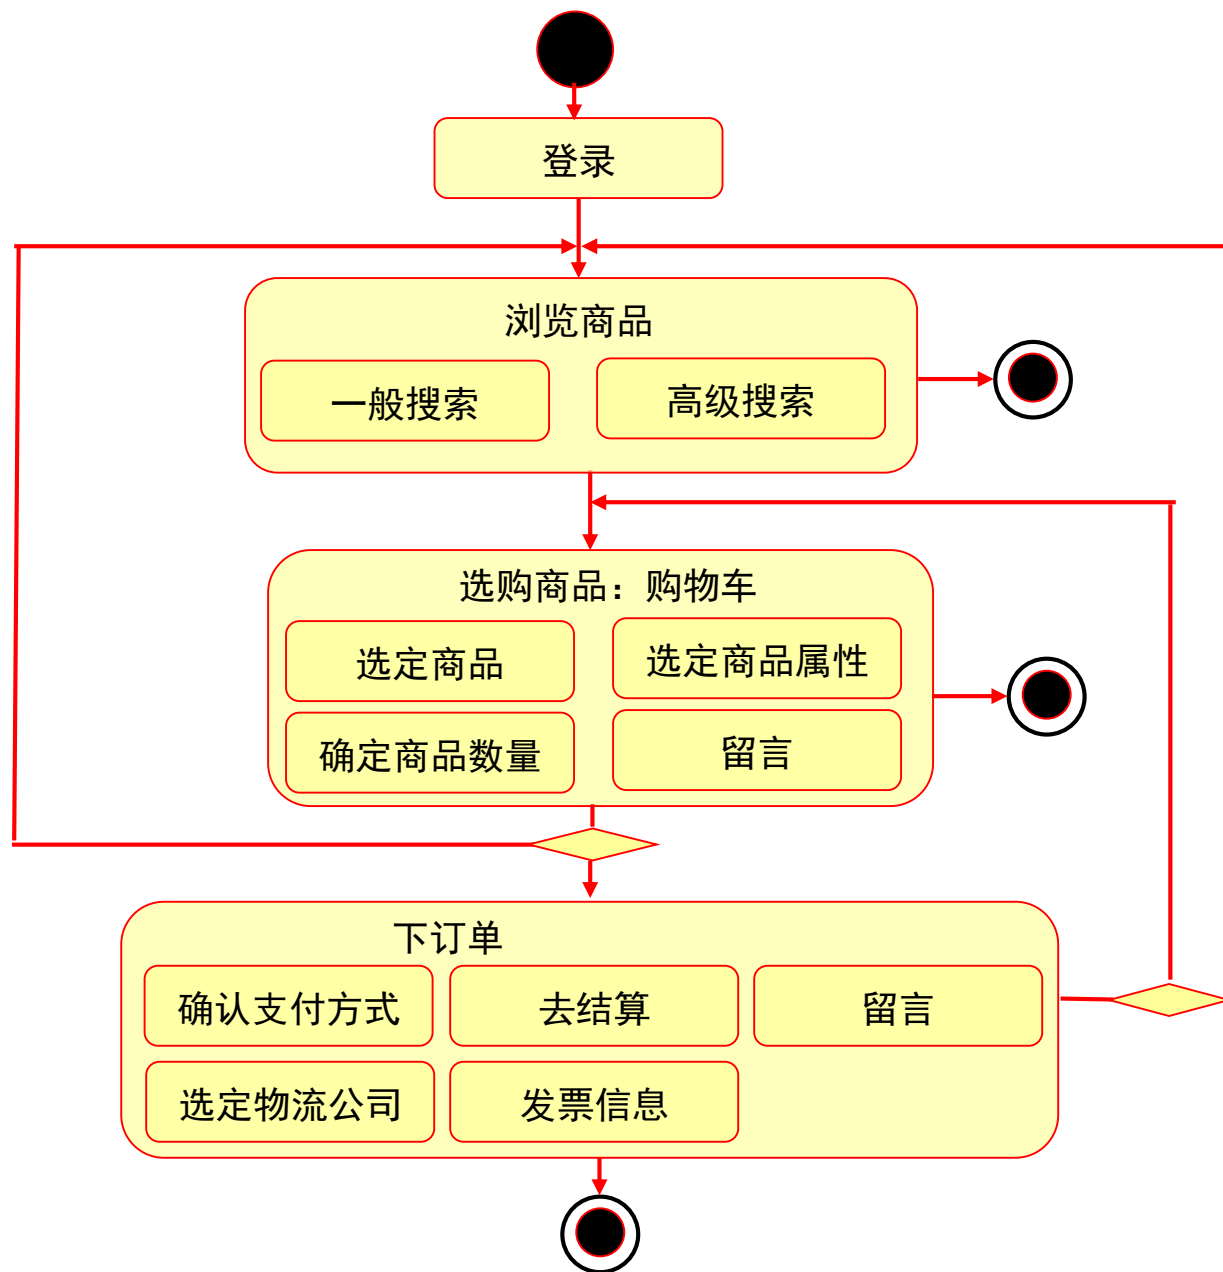 登录
浏览商品
一般搜索
高级搜索
选购商品：购物车
选定商品
选定商品属性
确定商品数量
留言
下订单
确认支付方式
去结算
留言
选定物流公司
发票信息